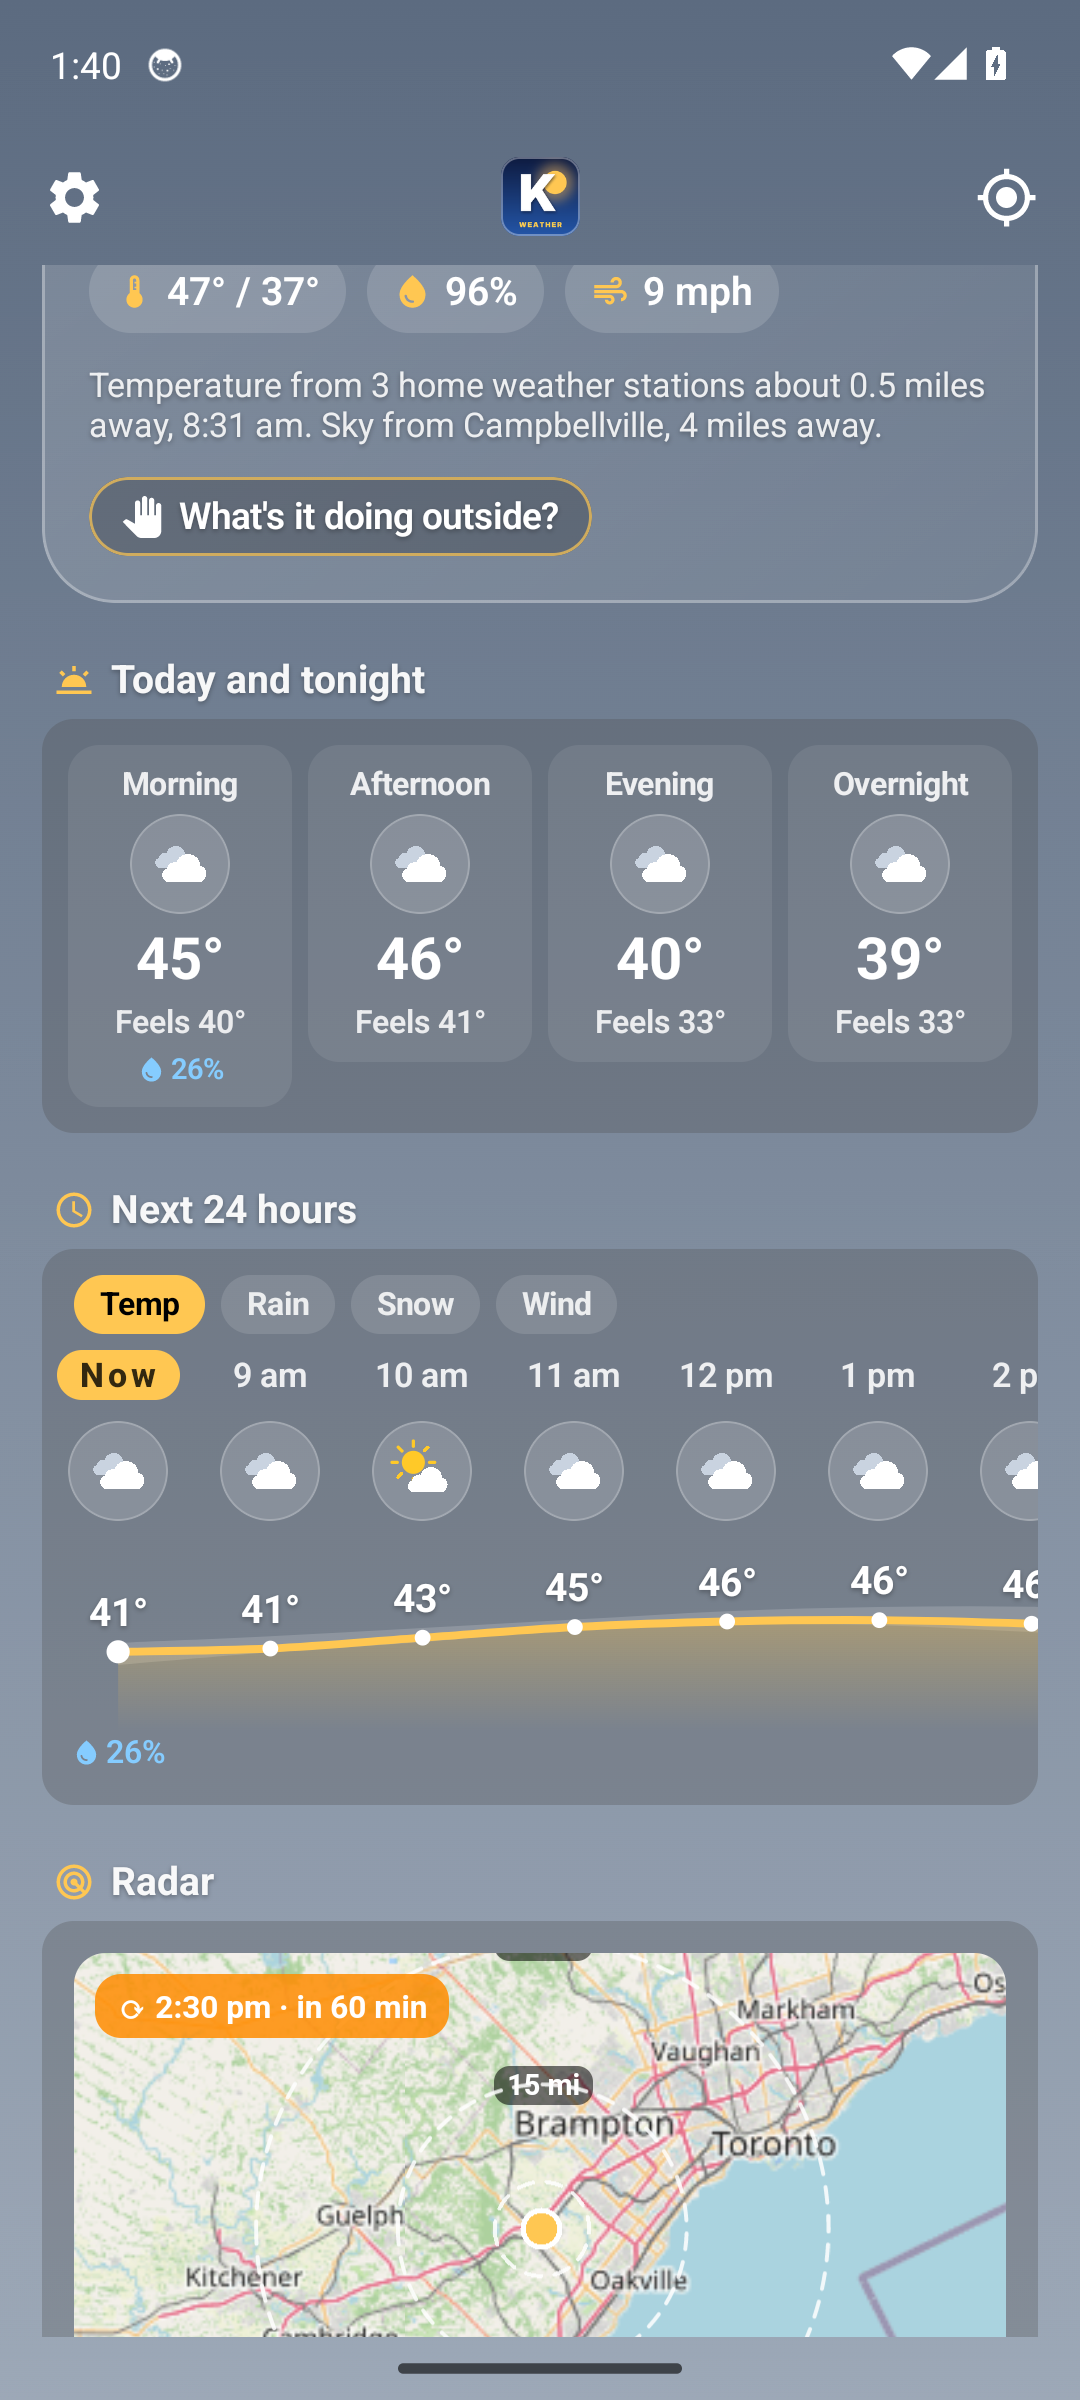 1:40
K
WEATHER
47° / 37°
96%
9 mph
Temperature from 3 home weather stations about 0.5 miles
away, 8:31 am. Sky from Campbellville, 4 miles away.
What's it doing outside?
Today and tonight
Morning
Afternoon
Evening
Overnight
45°
46°
40°
39°
Feels 40°
Feels 41°
Feels 33°
Feels 33°
26%
Next 24 hours
Temp
Rain
Snow
Wind
Now
9 am
10 am
11 am
12 pm
1 pm
2 p
41°
41°
43°
45°
46°
46°
46
26%
Radar
2:30 pm · in 60 min
Os
Markham
Vaughan
15 mi
Brampton
Toronto
Guelph
Kitchener
Oakville
Cambridge